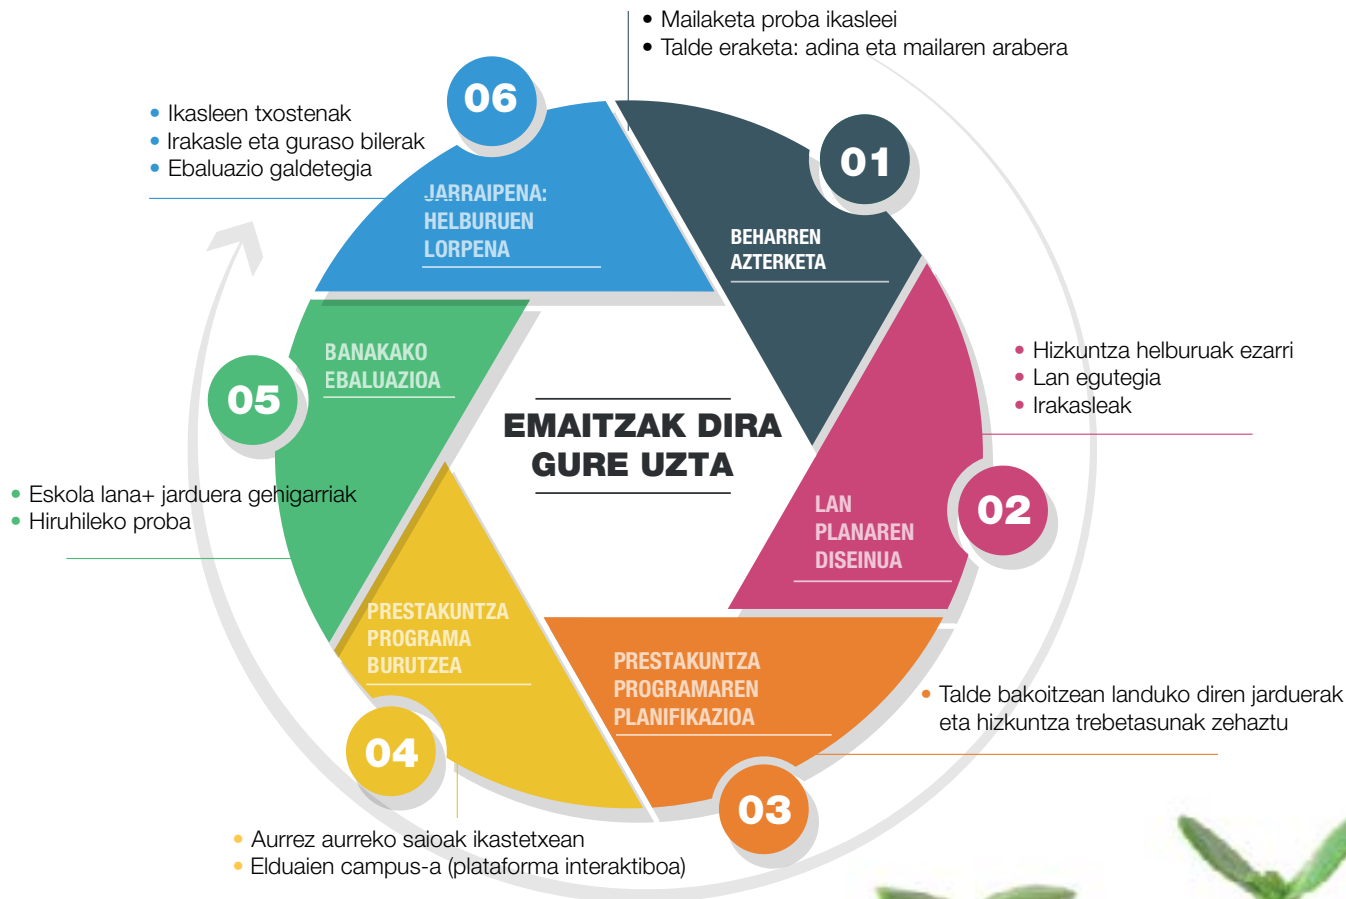 • Mailaketa proba ikasleei
• Talde eraketa: adina eta mailaren arabera
01
BEHARREN
AZTERKETA
• Hizkuntza helburuak ezarri
• Lan egutegia
• Irakasleak
02
LAN
PLANAREN
DISEINUA
• Talde bakoitzean landuko diren jarduerak
eta hizkuntza trebetasunak zehaztu
03
PRESTAKUNTZA
PROGRAMAREN
PLANIFIKAZIOA
• Aurrez aurreko saioak ikastetxean
• Elduaien campus-a (plataforma interaktiboa)
04
PRESTAKUNTZA
PROGRAMA
BURUTZEA
• Eskola lana+ jarduera gehigarriak
• Hiruhileko proba
05
BANAKAKO
EBALUAZIOA
• Ikasleen txostenak
• Irakasle eta guraso bilerak
• Ebaluazio galdetegia
06
JARRAIPENA:
HELBURUEN
LORPENA
EMAITZAK DIRA
GURE UZTA